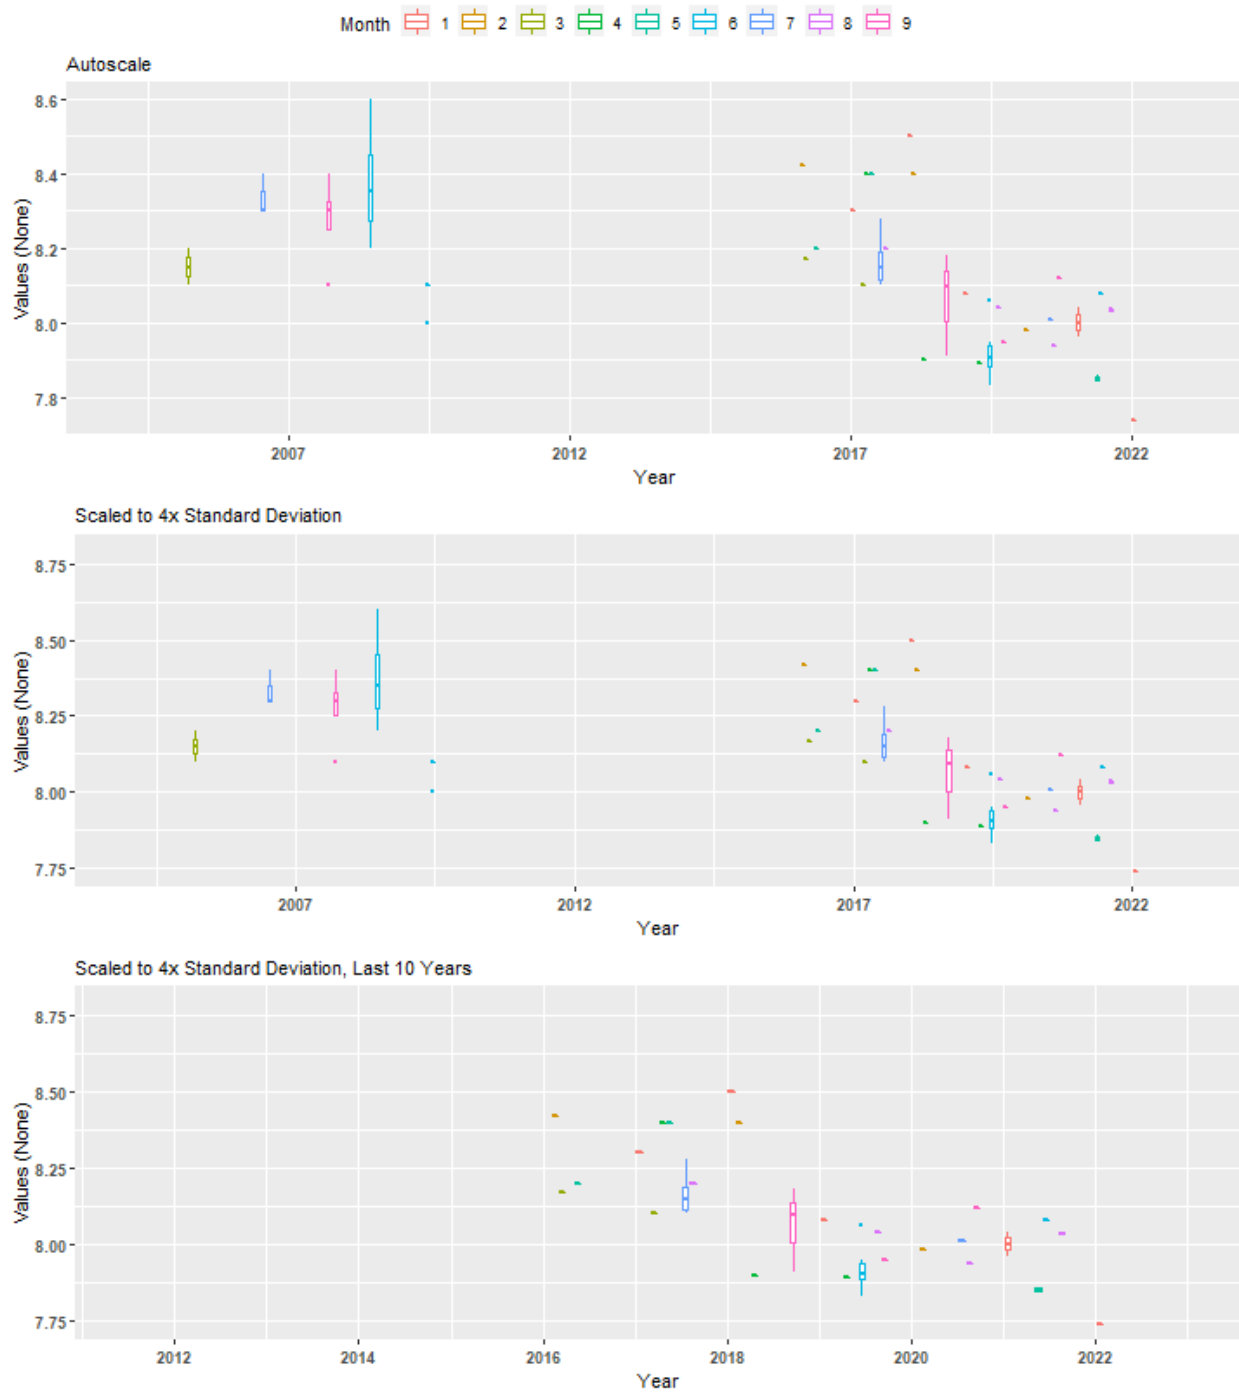 Month 1 2 3 4 5 6 7 8 9
Autoscale
8.6
8.4
8.2
8.0
7.8
Values (None)
2007 2012 2017 2022
Year
Scaled to 4x Standard Deviation
8.75
8.50
8.25
8.00
7.75
Values (None)
2007 2012 2017 2022
Year
Scaled to 4x Standard Deviation, Last 10 Years
8.75
8.50
8.25
8.00
7.75
Values (None)
2012 2014 2016 2018 2020 2022
Year